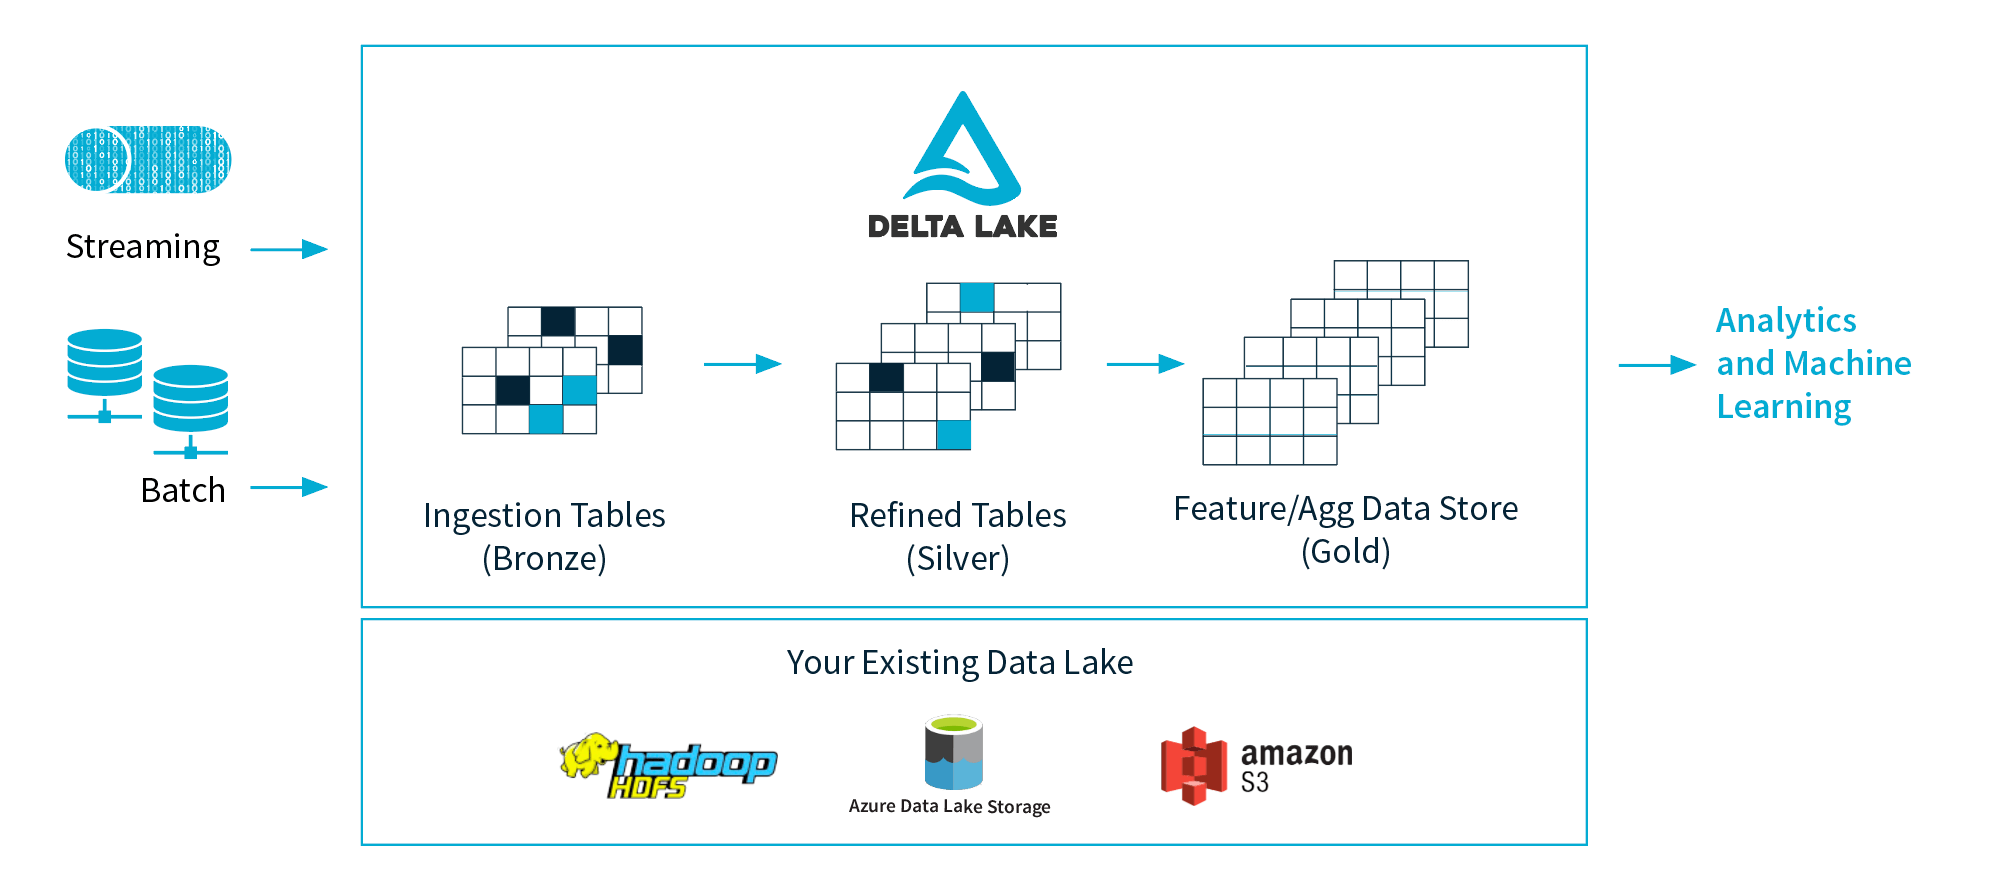 DELTA LAKE
Streaming
Batch
Ingestion Tables
(Bronze)
Refined Tables
(Silver)
Feature/Agg Data Store
(Gold)
Analytics
and Machine
Learning
Your Existing Data Lake
hadoop
HDFS
Azure Data Lake Storage
amazon
S3